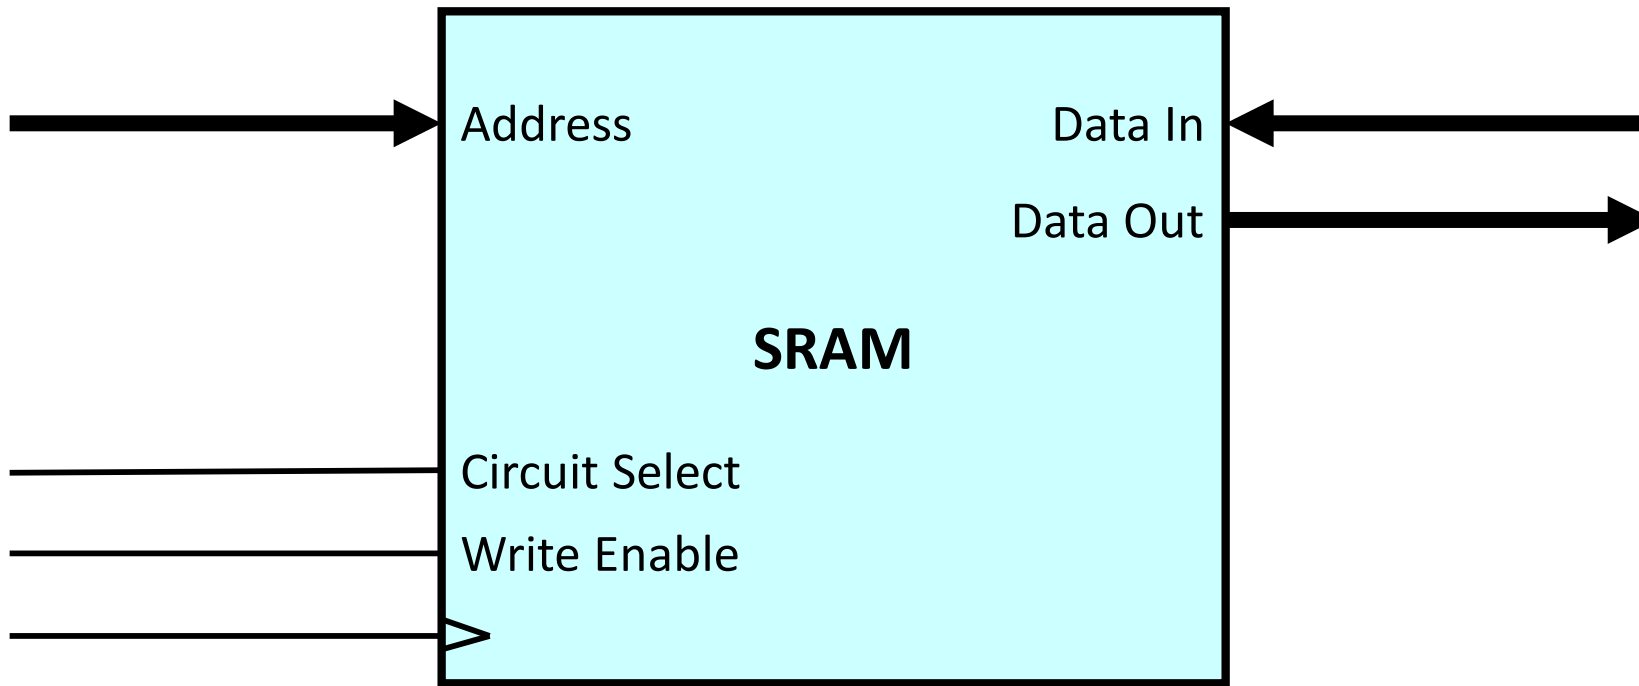 Address
Data In
Data Out
SRAM
Circuit Select
Write Enable